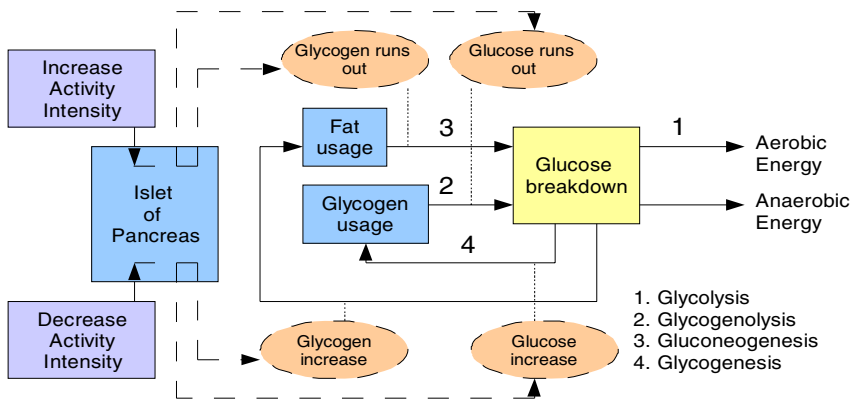 Increase
Activity
Intensity
Glycogen runs
out
Glucose runs
out
Fat
usage
3
1
Aerobic
Energy
Glucose
breakdown
Islet
of
Pancreas
Glycogen
usage
2
Anaerobic
Energy
4
Decrease
Activity
Intensity
Glycogen
increase
Glucose
increase
1. Glycolysis
2. Glycogenolysis
3. Gluconeogenesis
4. Glycogenesis